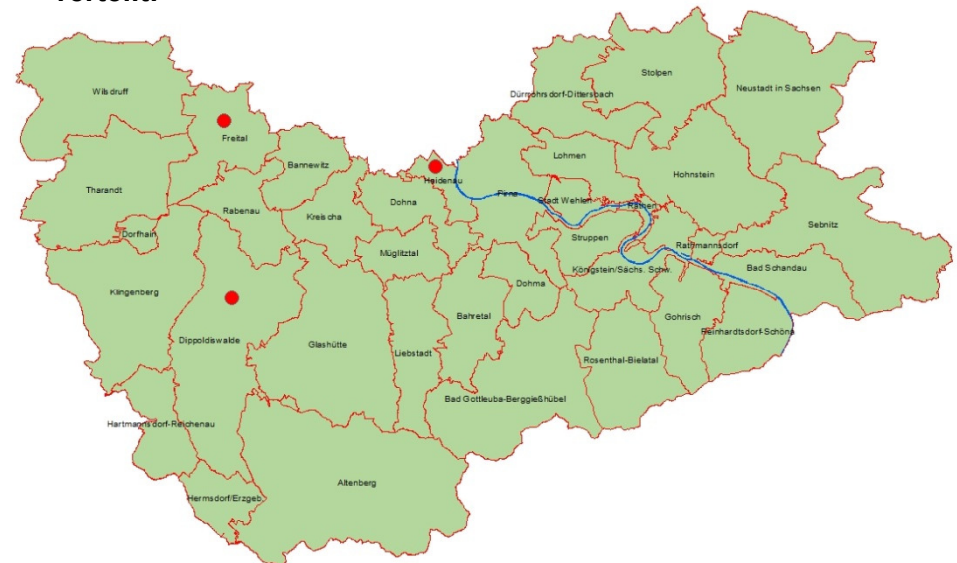 Wilsdruff
Stolpen
Neustadt in Sachsen
Dürrröhrsdorf-Dittersbach
Freital
Lohmen
Bannewitz
Hohnstein
Tharandt
Heidenau
Pirna
Stadt Wehlen
Dohna
Rathen
Rabenau
Kreischa
Sebnitz
Dorfhain
Struppen
Rathmannsdorf
Müglitztal
Bad Schandau
Königstein/Sächs. Schw.
Dohma
Klingenberg
Bahretal
Gohrisch
Reinhardtsdorf-Schöna
Dippoldiswalde
Glashütte
Liebstadt
Rosenthal-Bielatal
Bad Gottleuba-Berggießhübel
Hartmannsdorf-Reichenau
Altenberg
Hermsdorf/Erzgeb.